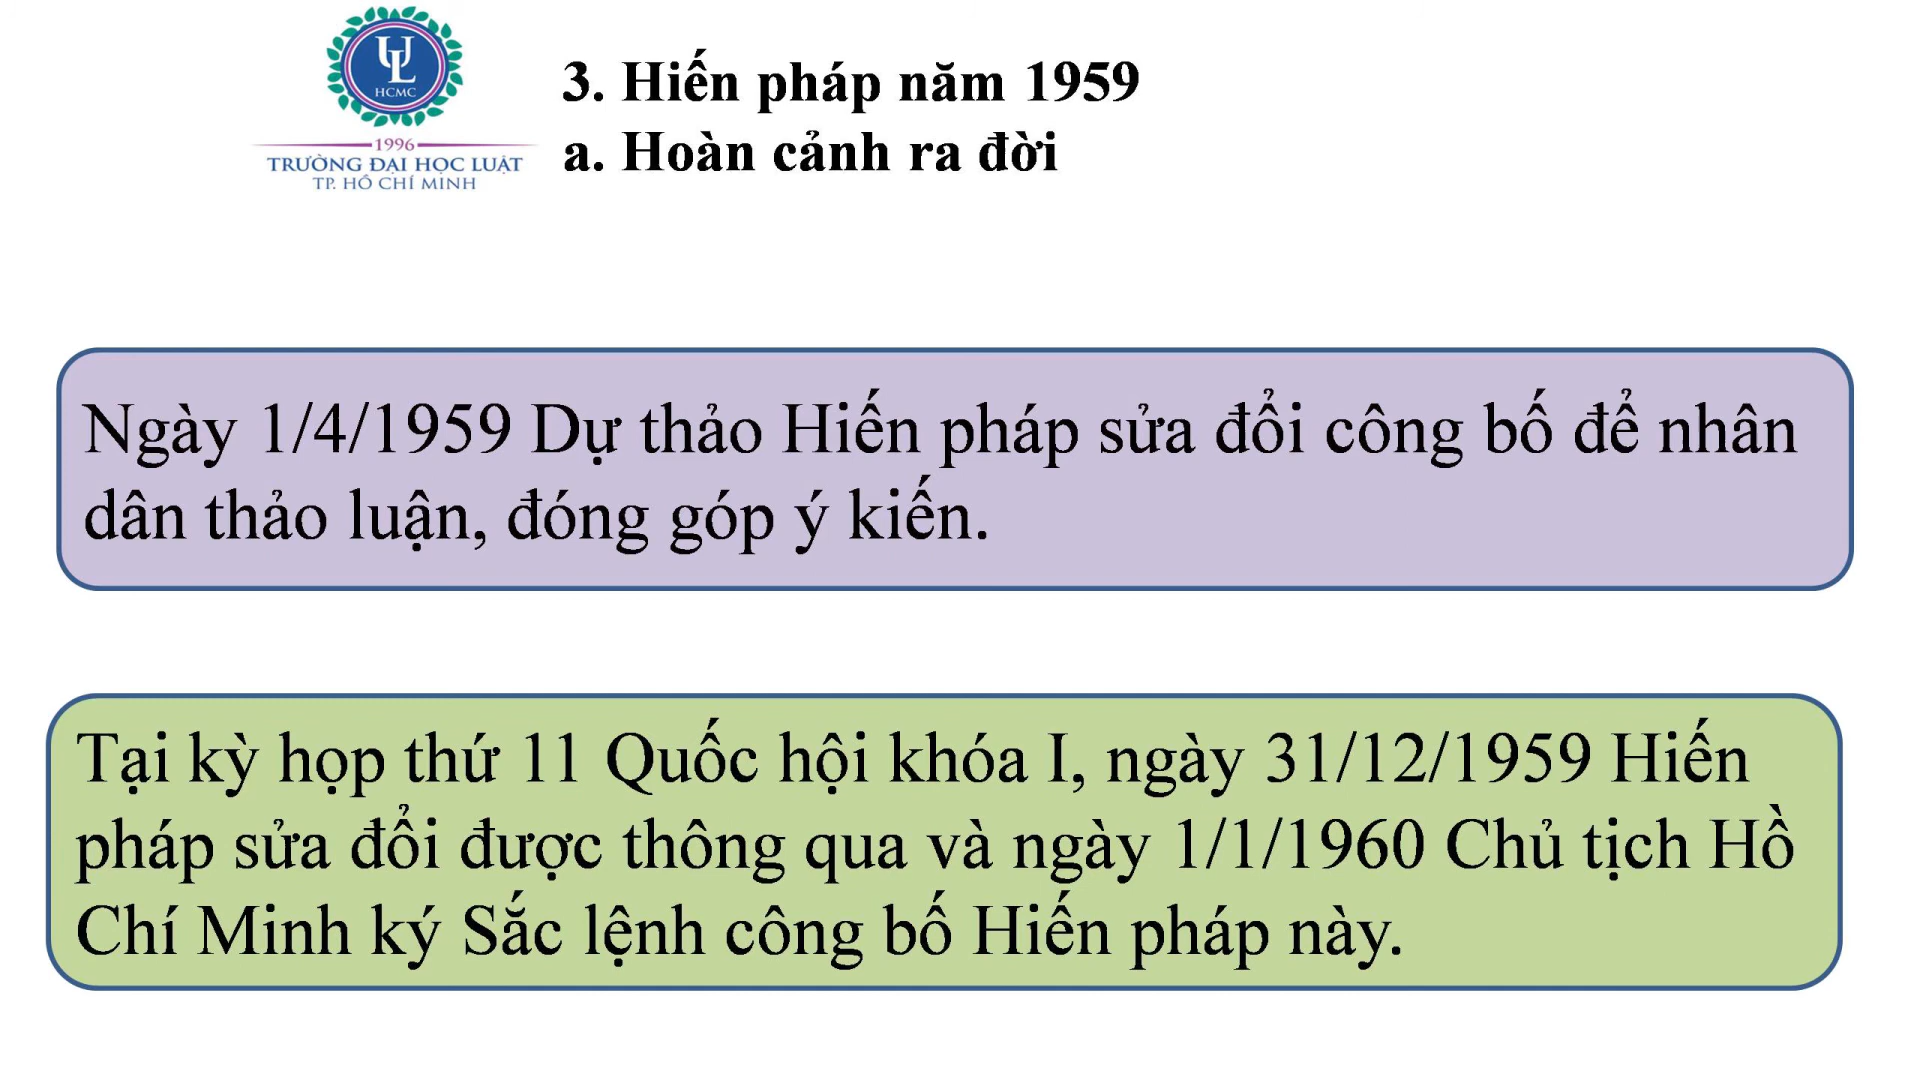 UL
HCMC
1996
TRƯỜNG ĐẠI HỌC LUẬT
TP. HỒ CHÍ MINH
3. Hiến pháp năm 1959
a. Hoàn cảnh ra đời
Ngày 1/4/1959 Dự thảo Hiến pháp sửa đổi công bố để nhân
dân thảo luận, đóng góp ý kiến.
Tại kỳ họp thứ 11 Quốc hội khóa I, ngày 31/12/1959 Hiến
pháp sửa đổi được thông qua và ngày 1/1/1960 Chủ tịch Hồ
Chí Minh ký Sắc lệnh công bố Hiến pháp này.